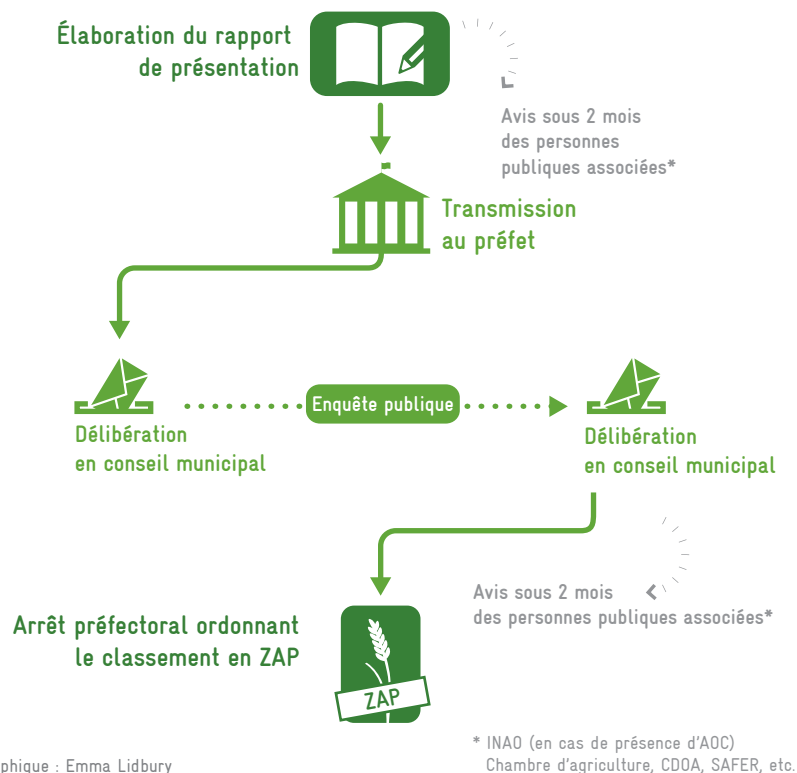 Élaboration du rapport
de présentation
Avis sous 2 mois
des personnes
publiques associées*
Transmission
au préfet
Délibération
en conseil municipal
Enquête publique
Délibération
en conseil municipal
Avis sous 2 mois
des personnes publiques associées*
Arrêt préfectoral ordonnant
le classement en ZAP
ZAP
* INAO (en cas de présence d'AOC)
Chambre d'agriculture, CDOA, SAFER, etc.
phique : Emma Lidbury